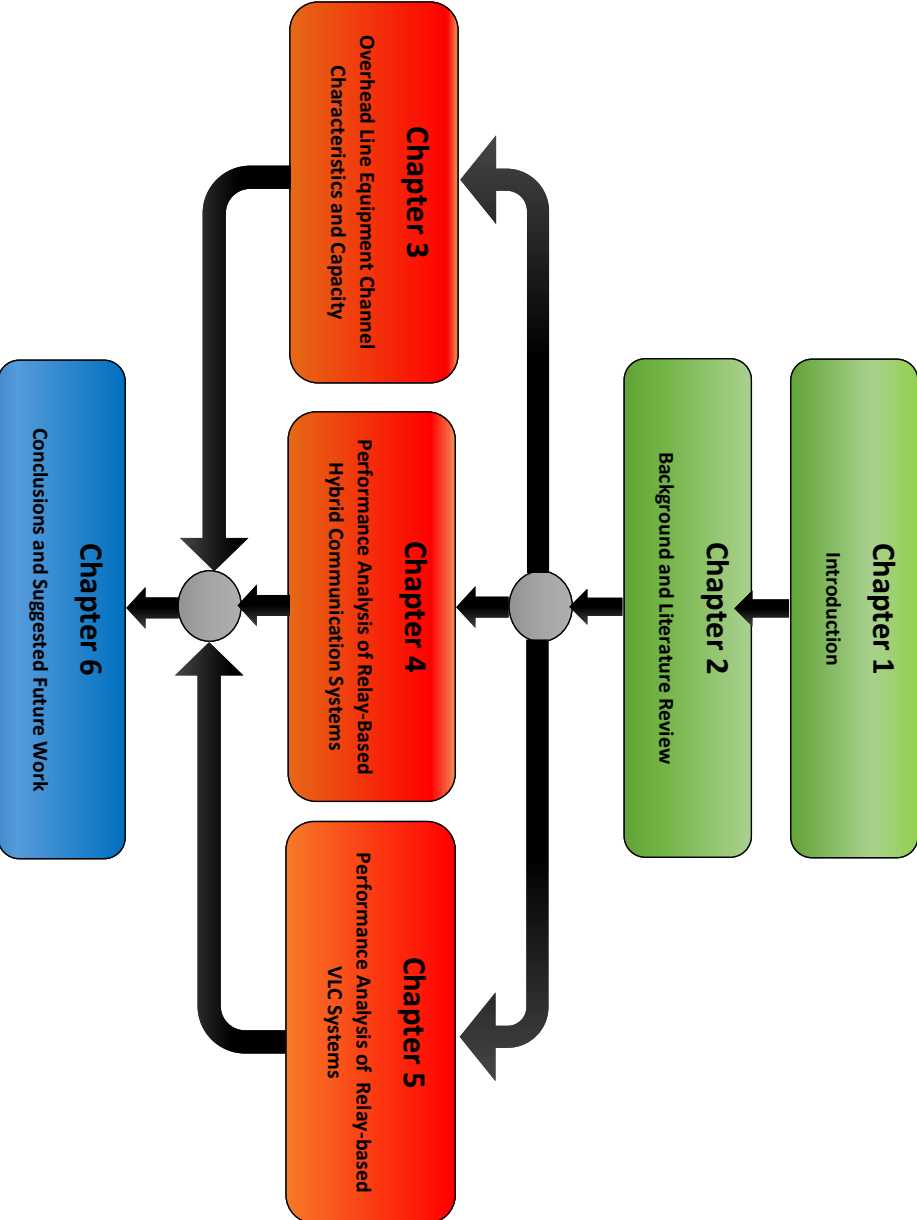 Chapter 1
Introduction
Chapter 2
Background and Literature Review
Chapter 3
Overhead Line Equipment Channel
Characteristics and Capacity
Chapter 4
Performance Analysis of Relay-Based
Hybrid Communication Systems
Chapter 5
Performance Analysis of Relay-based
VLC Systems
Chapter 6
Conclusions and Suggested Future Work